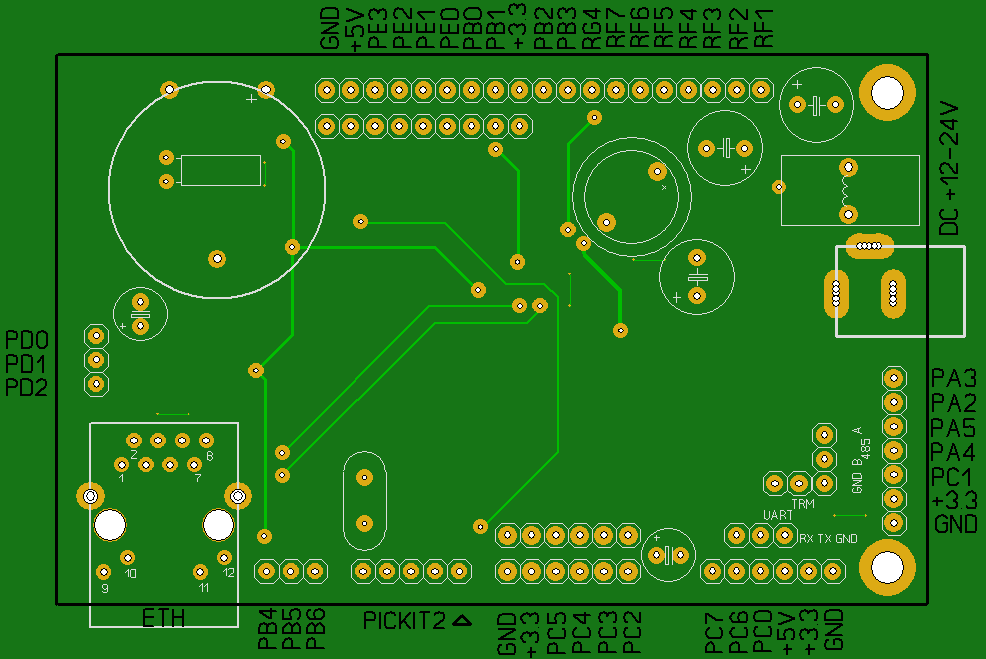 GND
+5V
PE3
PE2
PE1
PE0
PB0
PB1
+3.3
PB2
PB3
RG4
RF7
RF6
RF5
RF4
RF3
RF2
RF1
+
+
+
DC +12-24V
+
+
PD0
PD1
PD2
PA3
PA2
PA5
PA4
PC1
+3.3
GND
2
8
1
7
GND B
A
485
TRM
UART
RX TX GND
+
9
10
11
12
ETH
PB4
PB5
PB6
PICKIT2
GND
+3.3
PC5
PC4
PC3
PC2
PC7
PC6
PC0
+5V
+3.3
GND